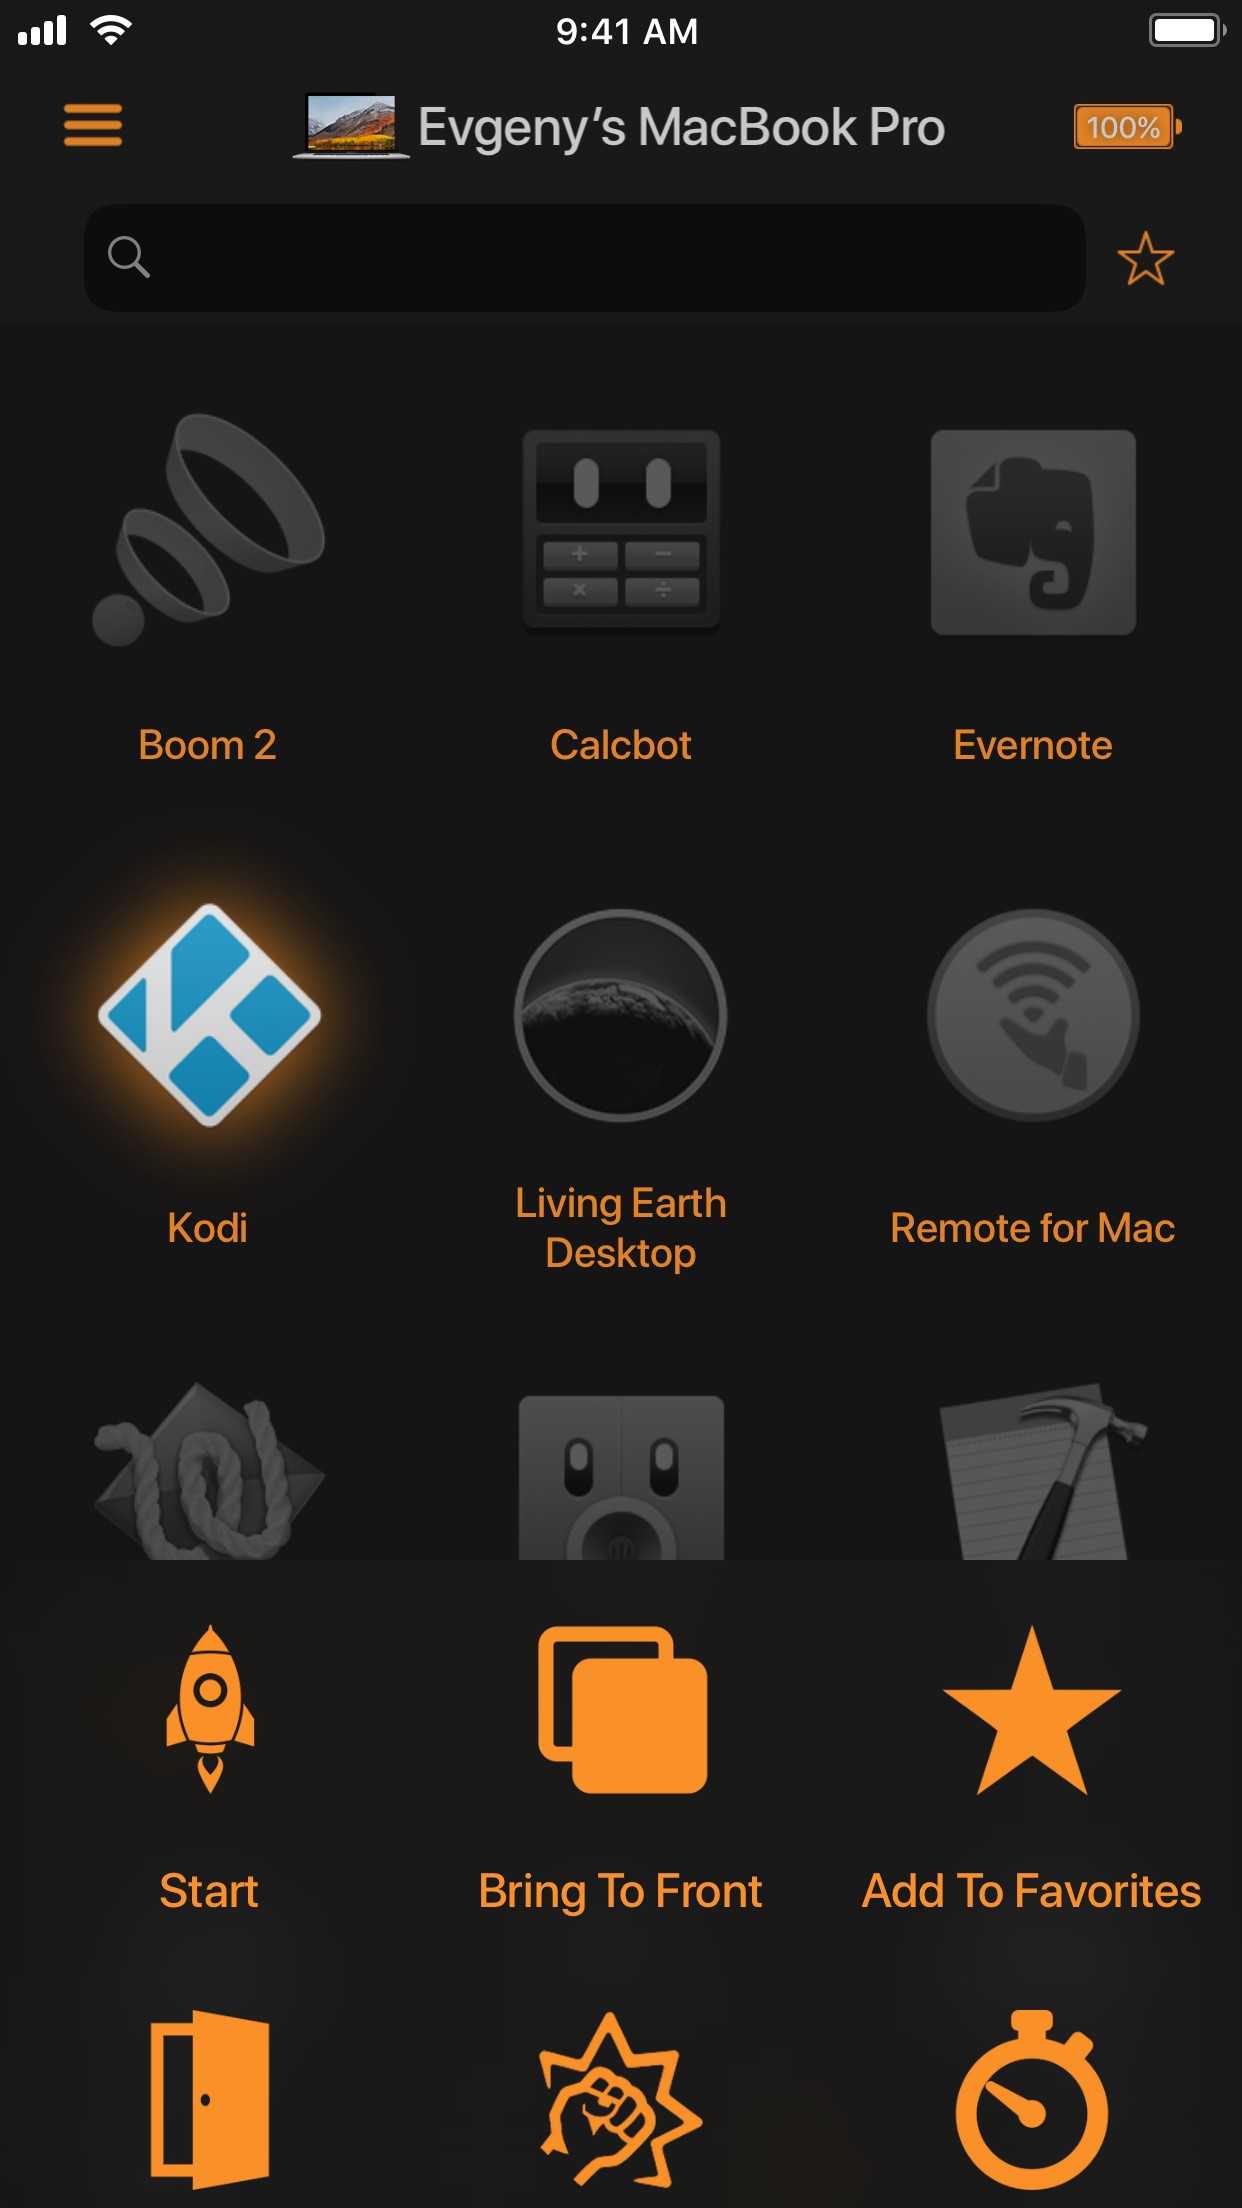 9:41 AM
Evgeny’s MacBook Pro
100%
Boom 2
Calcbot
Evernote
Kodi
Living Earth
Desktop
Remote for Mac
Start
Bring To Front
Add To Favorites